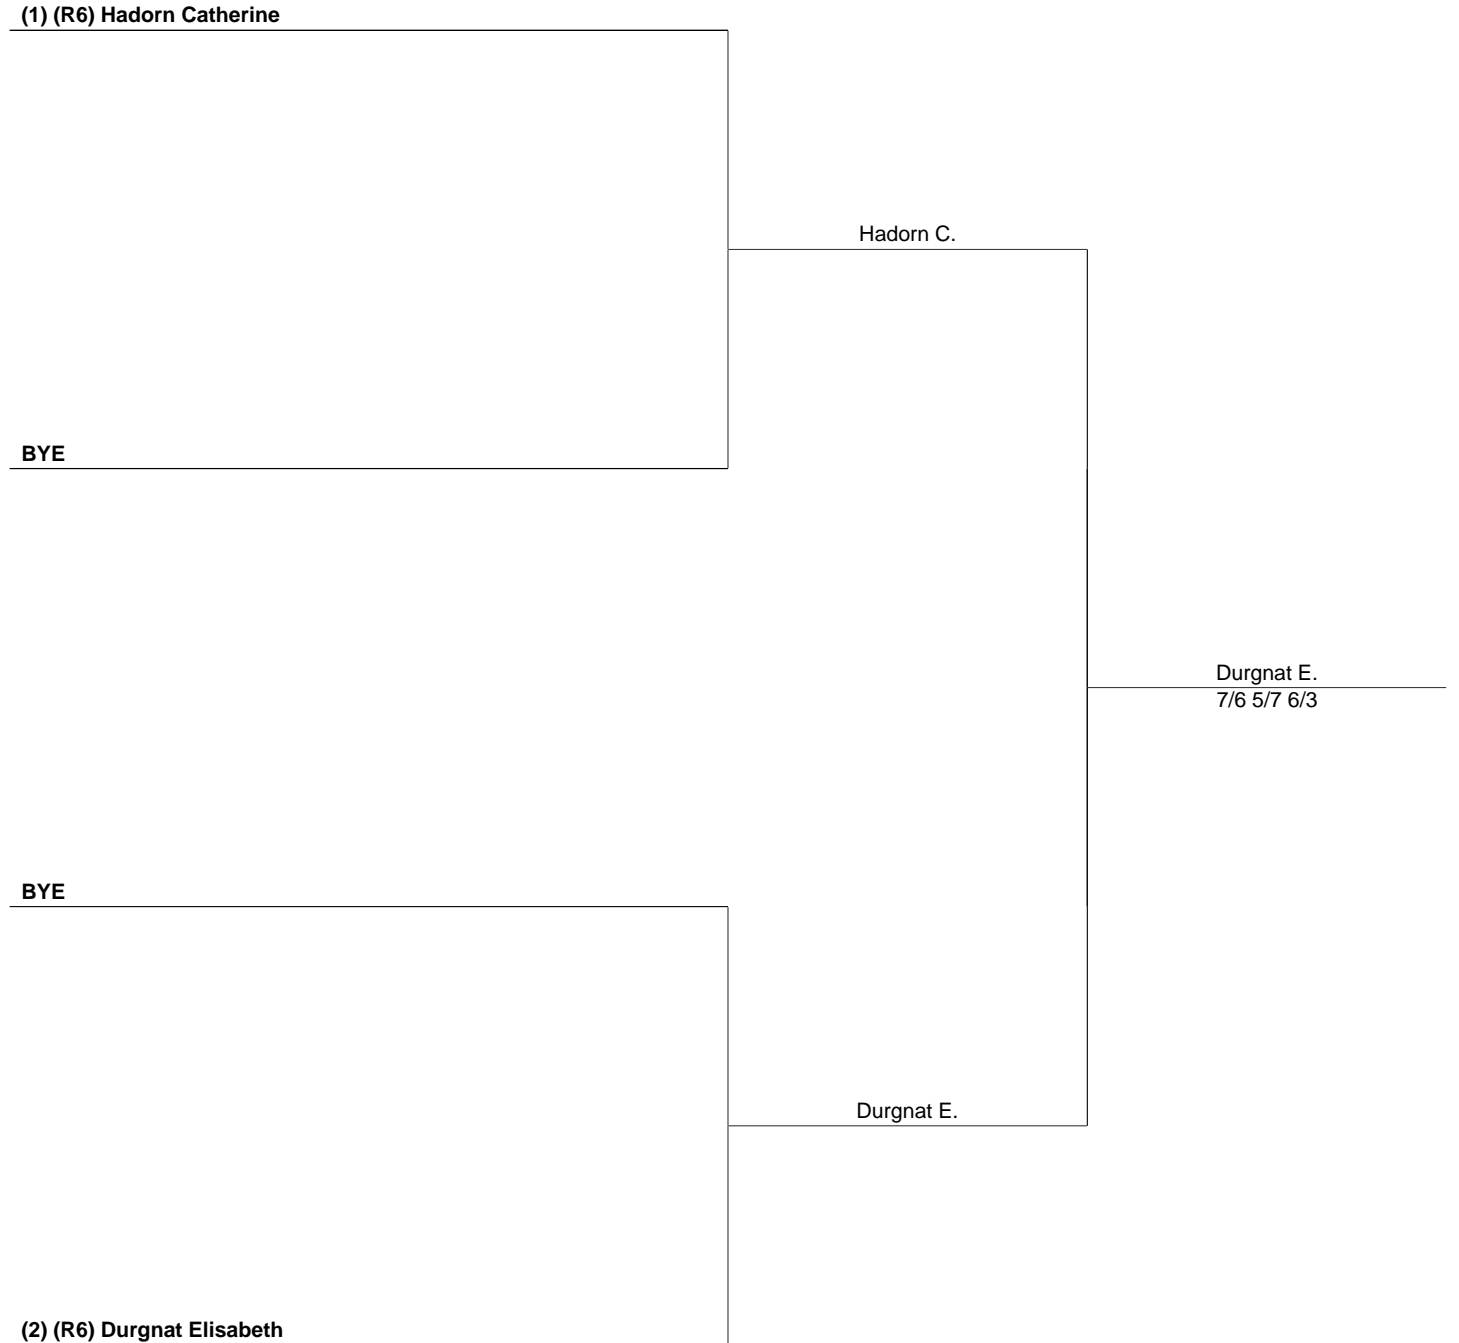 (1) (R6) Hadorn Catherine
Hadorn C.
BYE
Durgnat E.
7/6 5/7 6/3
BYE
Durgnat E.
(2) (R6) Durgnat Elisabeth